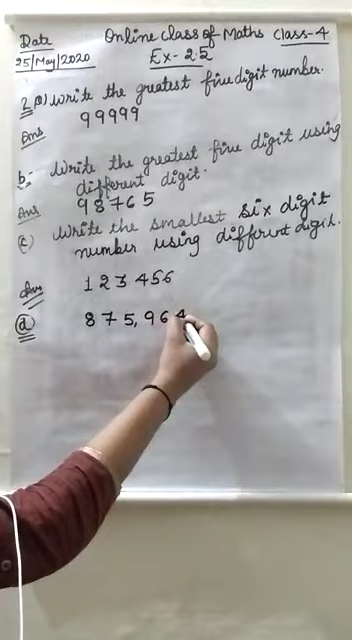 Date Online class of Maths Class-4
25/May/2020 Ex-2.5
2 (a) write the greatest five digit number.
Ans 99999
b:- Write the greatest five digit using
different digit.
Ans 98765
(c) Write the smallest six digit
number using different digit.
Ans 123456
(d) 875,964